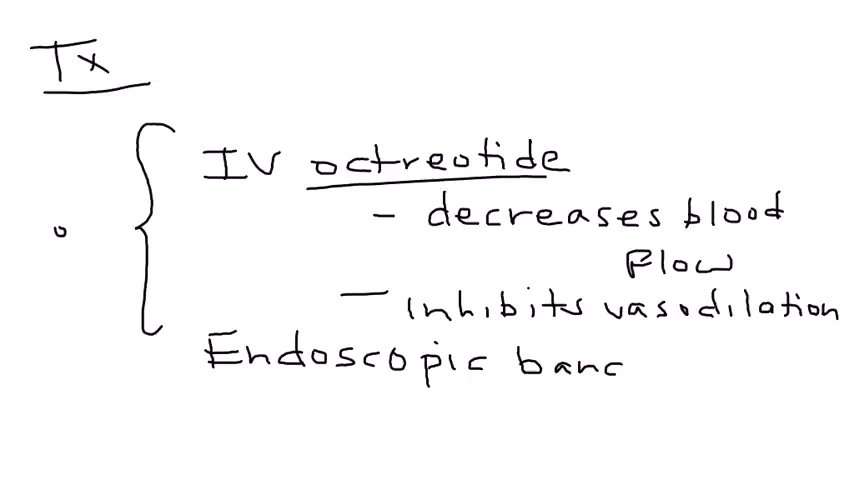 Tx
IV octreotide
- decreases blood
flow
- inhibits vasodilation
Endoscopic banc